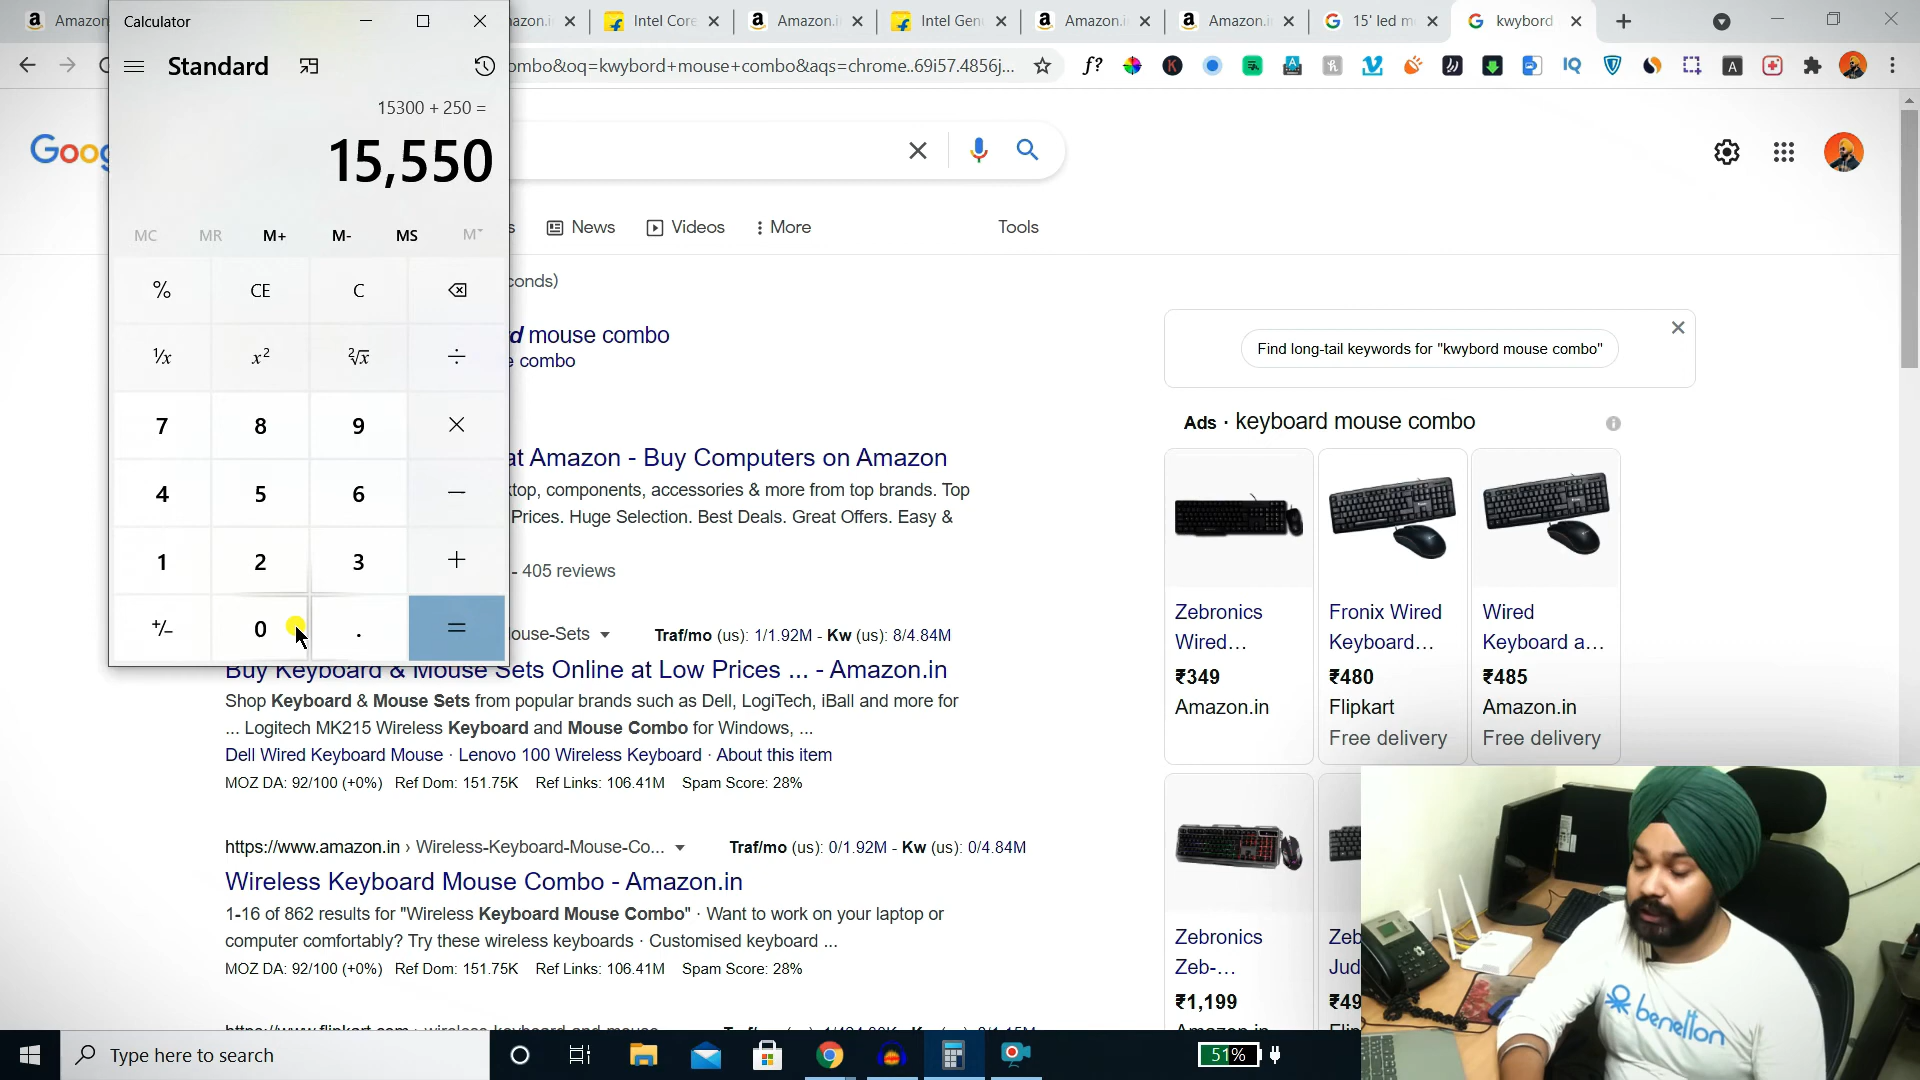 Amazon
Calculator
azon.i
Intel Core
Amazon.i
Intel Gen
Amazon.i
Amazon.i
15' led m
kwybord
Standard
ombo&oq=kwybord+mouse+combo&aqs=chrome..69i57.4856j...
15300 + 250 =
15,550
MC MR M+ M- MS M
% CE C
¹/x x² ²√x ÷
7 8 9 ×
4 5 6 −
1 2 3 +
+/− 0 . =
Goog
s
News
Videos
More
Tools
conds)
d mouse combo
e combo
at Amazon - Buy Computers on Amazon
ktop, components, accessories & more from top brands. Top
Prices. Huge Selection. Best Deals. Great Offers. Easy &
- 405 reviews
louse-Sets Traf/mo (us): 1/1.92M - Kw (us): 8/4.84M
Buy Keyboard & Mouse Sets Online at Low Prices ... - Amazon.in
Shop Keyboard & Mouse Sets from popular brands such as Dell, LogiTech, iBall and more for
... Logitech MK215 Wireless Keyboard and Mouse Combo for Windows, ...
Dell Wired Keyboard Mouse · Lenovo 100 Wireless Keyboard · About this item
MOZ DA: 92/100 (+0%) Ref Dom: 151.75K Ref Links: 106.41M Spam Score: 28%
https://www.amazon.in › Wireless-Keyboard-Mouse-Co... Traf/mo (us): 0/1.92M - Kw (us): 0/4.84M
Wireless Keyboard Mouse Combo - Amazon.in
1-16 of 862 results for "Wireless Keyboard Mouse Combo" · Want to work on your laptop or
computer comfortably? Try these wireless keyboards · Customised keyboard ...
MOZ DA: 92/100 (+0%) Ref Dom: 151.75K Ref Links: 106.41M Spam Score: 28%
Find long-tail keywords for "kwybord mouse combo"
Ads · keyboard mouse combo
Zebronics
Wired...
₹349
Amazon.in
Fronix Wired
Keyboard...
₹480
Flipkart
Free delivery
Wired
Keyboard a...
₹485
Amazon.in
Free delivery
Zebronics
Zeb-...
₹1,199
Zeb
Jud
₹49
benetton
Type here to search
51%